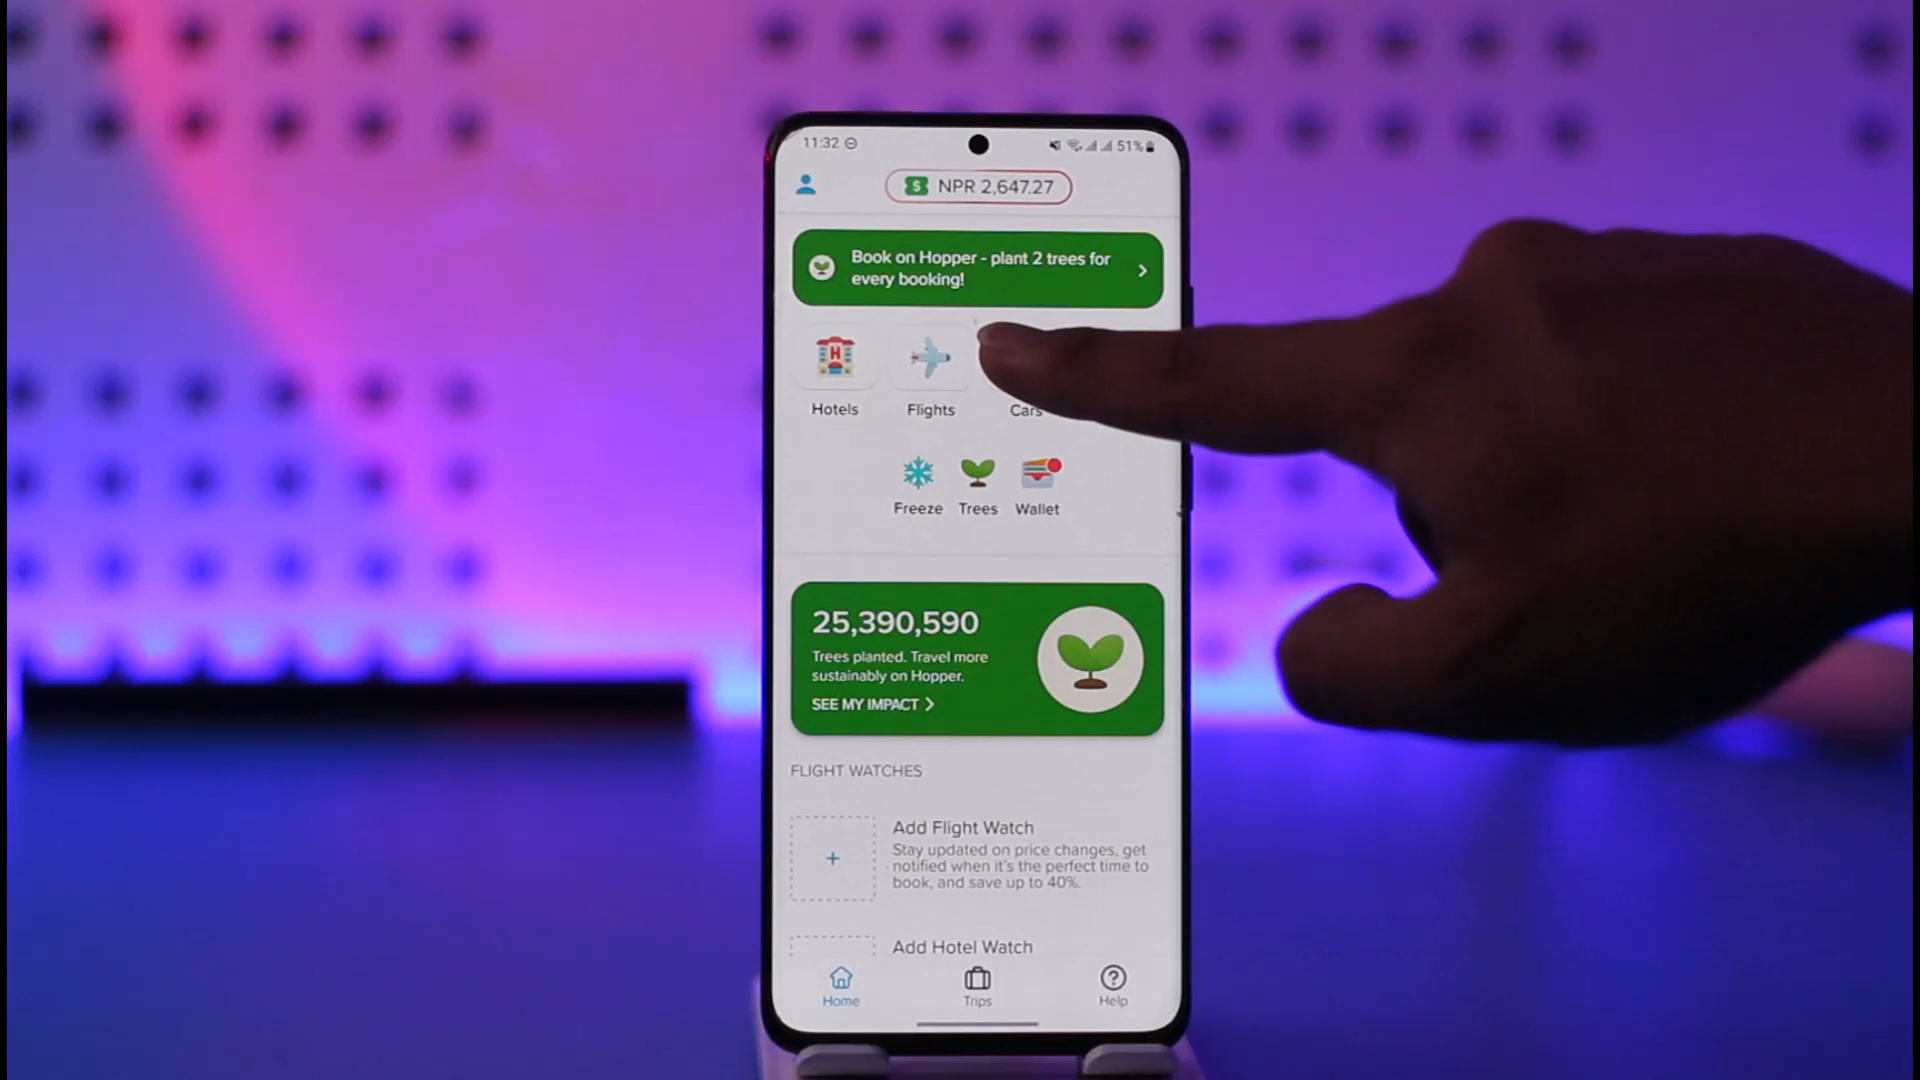 11:32
51%
$ NPR 2,647.27
Book on Hopper - plant 2 trees for
every booking!
H
Hotels
Flights
Cars
Freeze
Trees
Wallet
25,390,590
Trees planted. Travel more
sustainably on Hopper.
SEE MY IMPACT >
FLIGHT WATCHES
+
Add Flight Watch
Stay updated on price changes, get
notified when it's the perfect time to
book, and save up to 40%.
Add Hotel Watch
Home
Trips
? Help